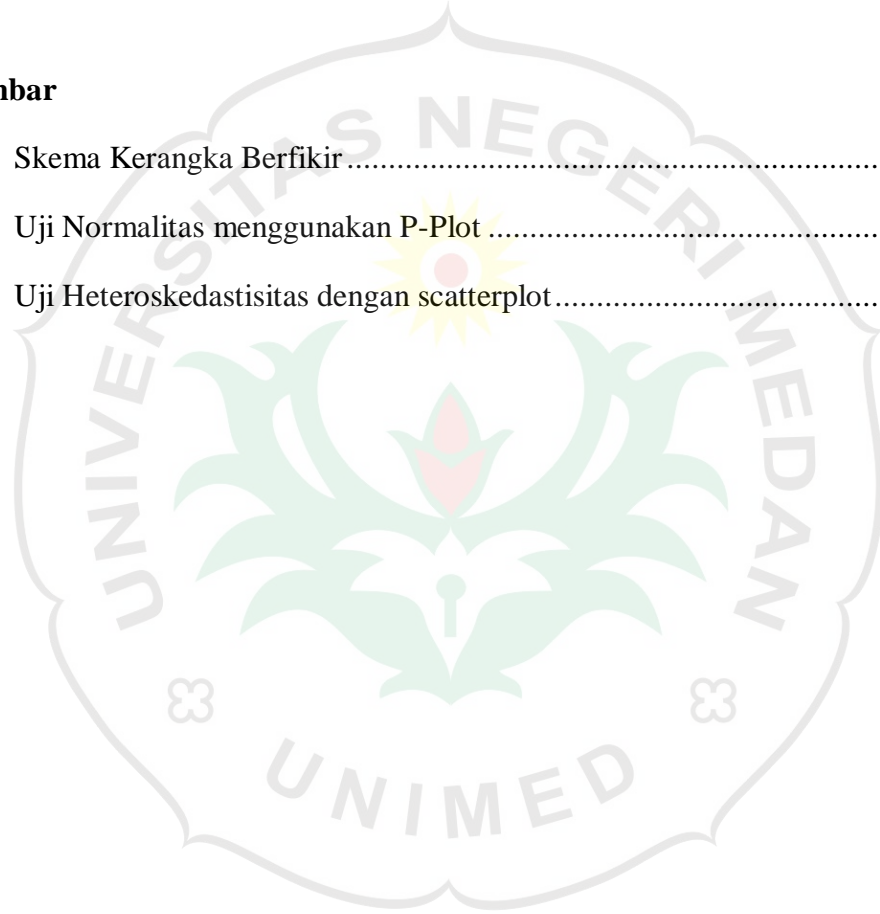 mbar
Skema Kerangka Berfikir........................................................................
Uji Normalitas menggunakan P-Plot.....................................................
Uji Heteroskedastisitas dengan scatterplot............................................
UNIVERSITAS NEGERI MEDAN
UNIMED